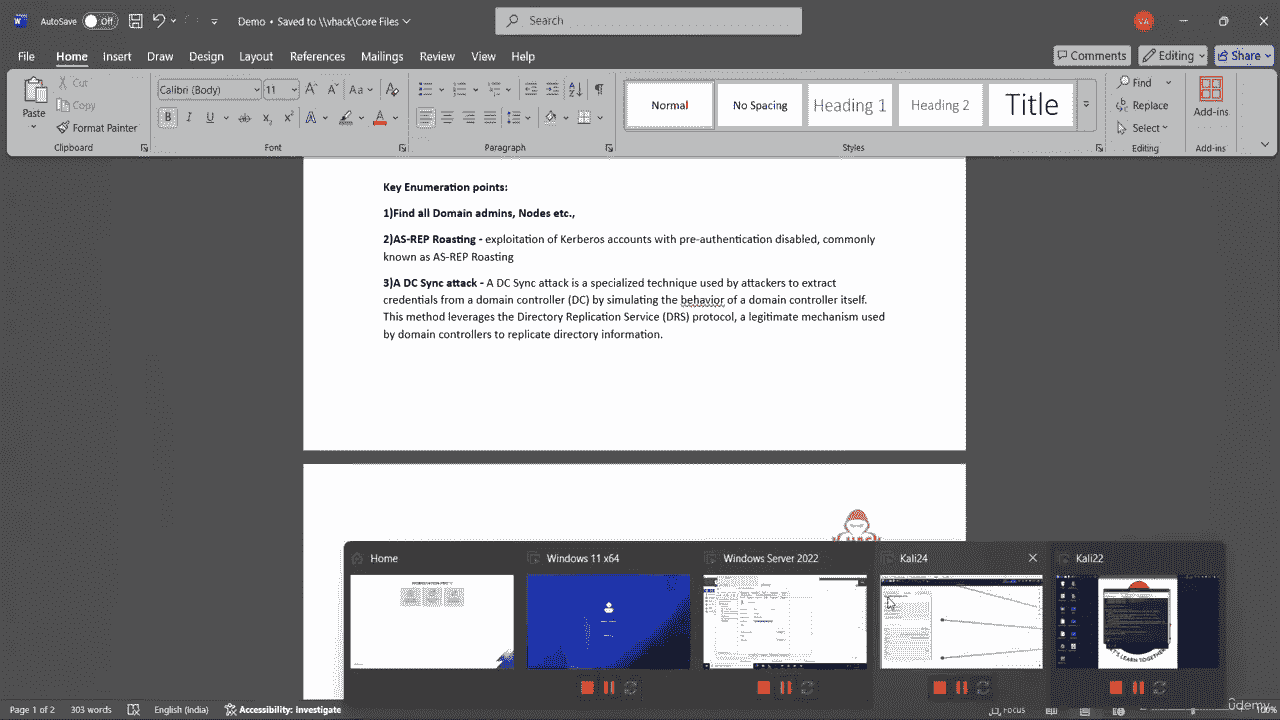 AutoSave Off Demo • Saved to \\vhack\Core Files Search VA
File Home Insert Draw Design Layout References Mailings Review View Help Comments Editing Share
Paste Cut Copy Format Painter Clipboard
Calibri (Body) 11 Font
Paragraph
Normal No Spacing Heading 1 Heading 2 Title Styles
Find Replace Select Editing
Add-ins Add-ins
Key Enumeration points:
1)Find all Domain admins, Nodes etc.,
2)AS-REP Roasting - exploitation of Kerberos accounts with pre-authentication disabled, commonly
known as AS-REP Roasting
3)A DC Sync attack - A DC Sync attack is a specialized technique used by attackers to extract
credentials from a domain controller (DC) by simulating the behavior of a domain controller itself.
This method leverages the Directory Replication Service (DRS) protocol, a legitimate mechanism used
by domain controllers to replicate directory information.
Home Windows 11 x64 Windows Server 2022 Kali24 Kali22
LET'S LEARN TOGETHER
Page 1 of 2 303 words English (India) Accessibility: Investigate Focus 100%
Udemy